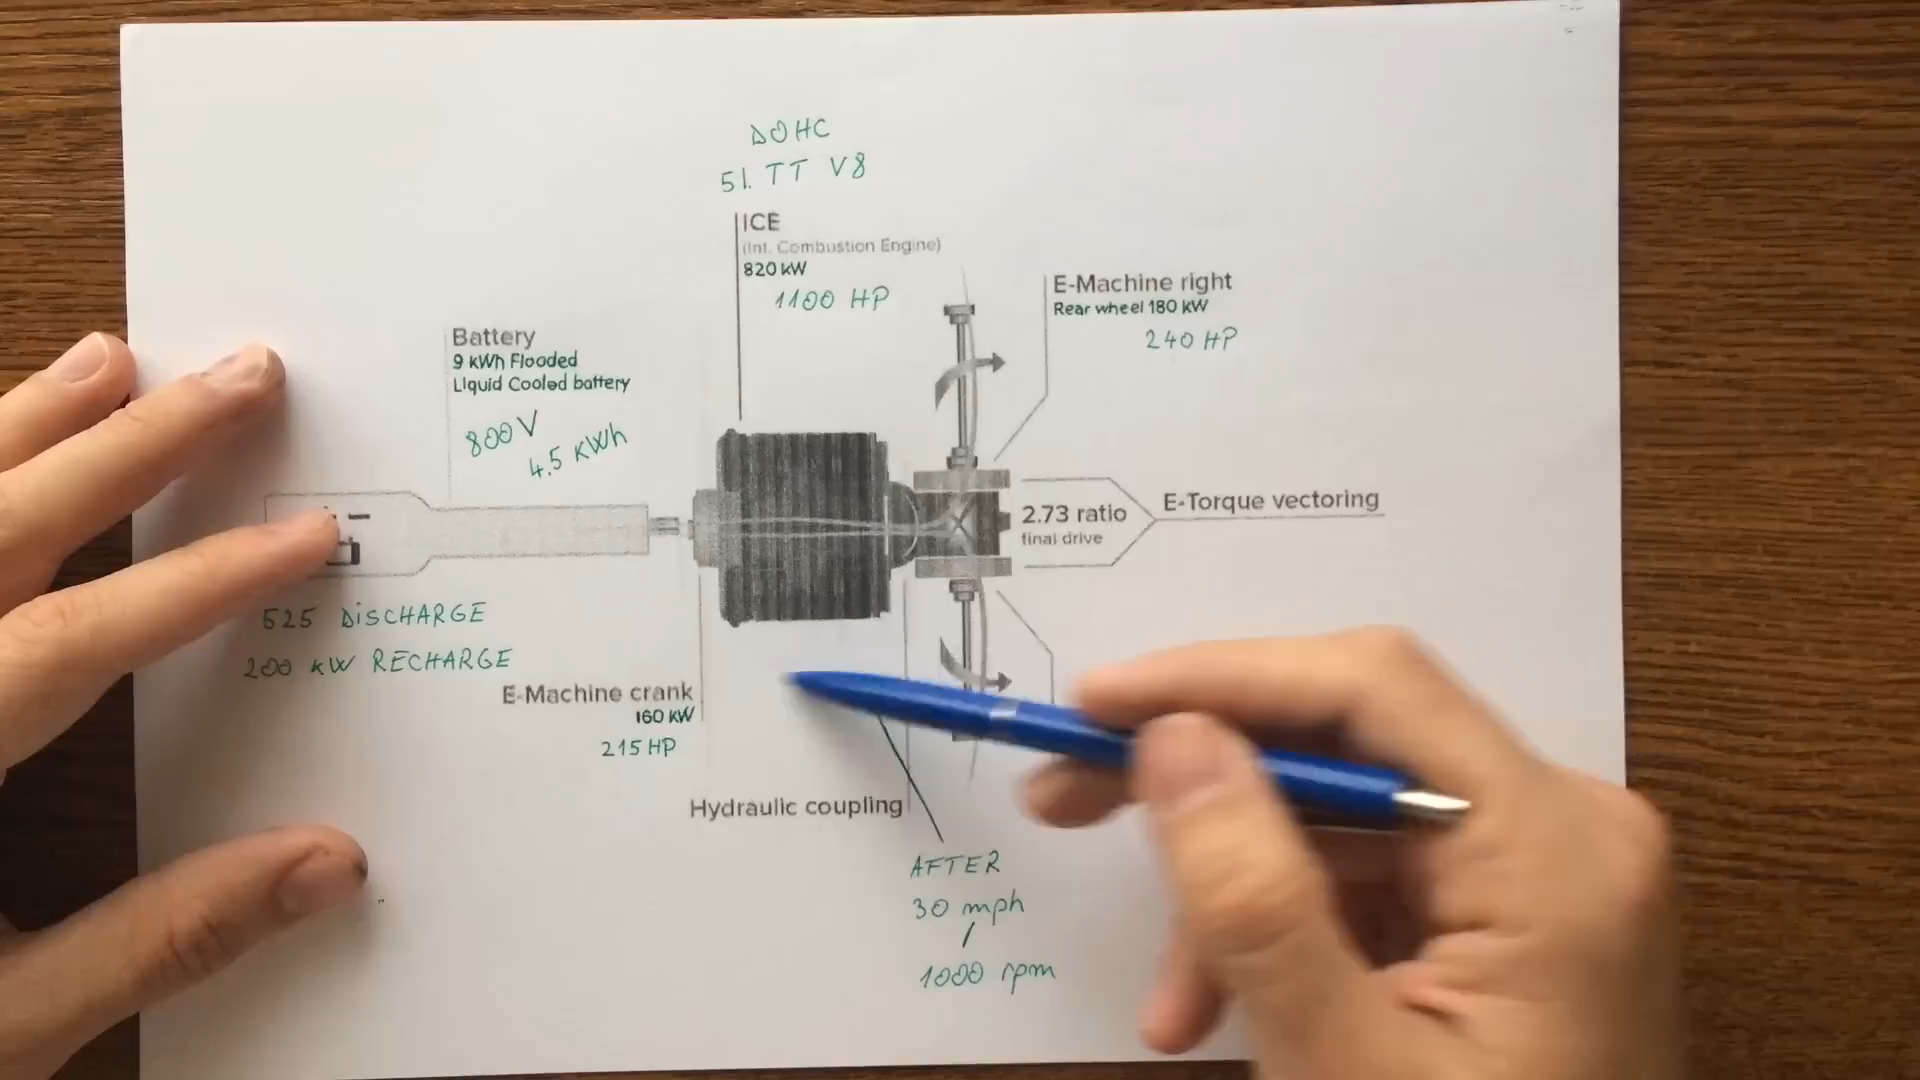 DOHC
5l. TT V8
ICE
(Int. Combustion Engine)
820 kW
1100 HP
E-Machine right
Rear wheel 180 kW
240 HP
Battery
9 kWh Flooded
Liquid Cooled battery
800V
4.5 KWh
2.73 ratio
final drive
E-Torque vectoring
525 DISCHARGE
200 KW RECHARGE
E-Machine crank
160 KW
215 HP
Hydraulic coupling
AFTER
30 mph
/
1000 rpm